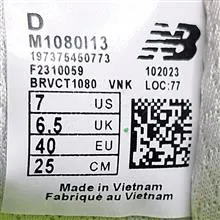 D
M1080I13
197375450773
F2310059 102023
BRVCT1080 VNK LOC:77
7 US
6.5 UK
40 EU
25 CM
Made in Vietnam
Fabriqué au Vietnam